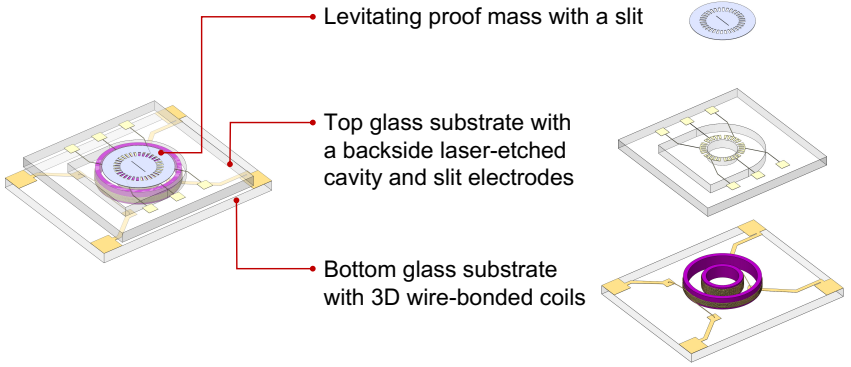 Levitating proof mass with a slit
Top glass substrate with
a backside laser-etched
cavity and slit electrodes
Bottom glass substrate
with 3D wire-bonded coils